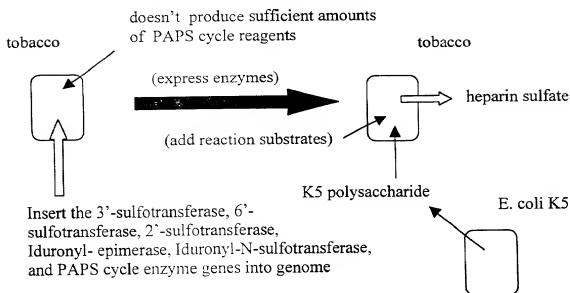 doesn't produce sufficient amounts
of PAPS cycle reagents
tobacco
tobacco
(express enzymes)
heparin sulfate
(add reaction substrates)
K5 polysaccharide
E. coli K5
Insert the 3'-sulfotransferase, 6'-
sulfotransferase, 2`-sulfotransferase,
Iduronyl- epimerase, Iduronyl-N-sulfotransferase,
and PAPS cycle enzyme genes into genome